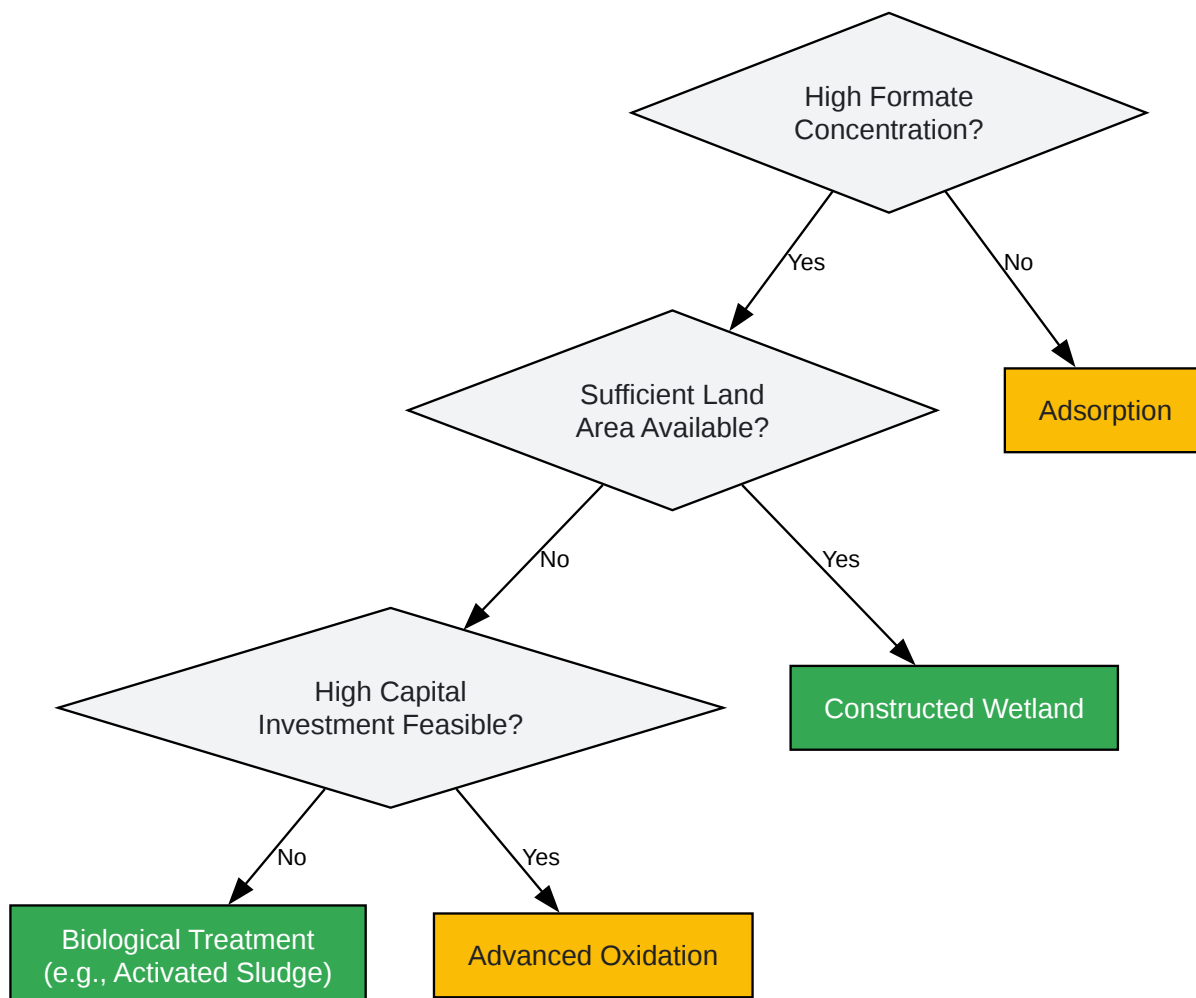 High Formate
Concentration?
Yes
No
Sufficient Land
Area Available?
Adsorption
No
Yes
High Capital
Investment Feasible?
Constructed Wetland
No
Yes
Biological Treatment
(e.g., Activated Sludge)
Advanced Oxidation